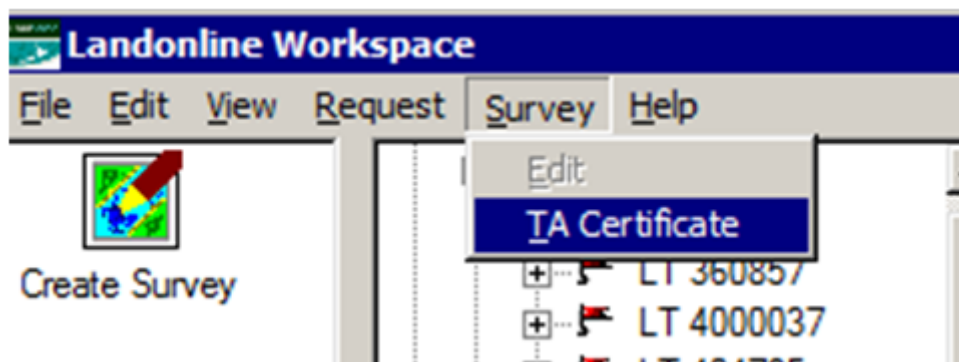 Landonline Workspace
File Edit View Request Survey Help
Edit
TA Certificate
Create Survey
LT 360857
LT 4000037